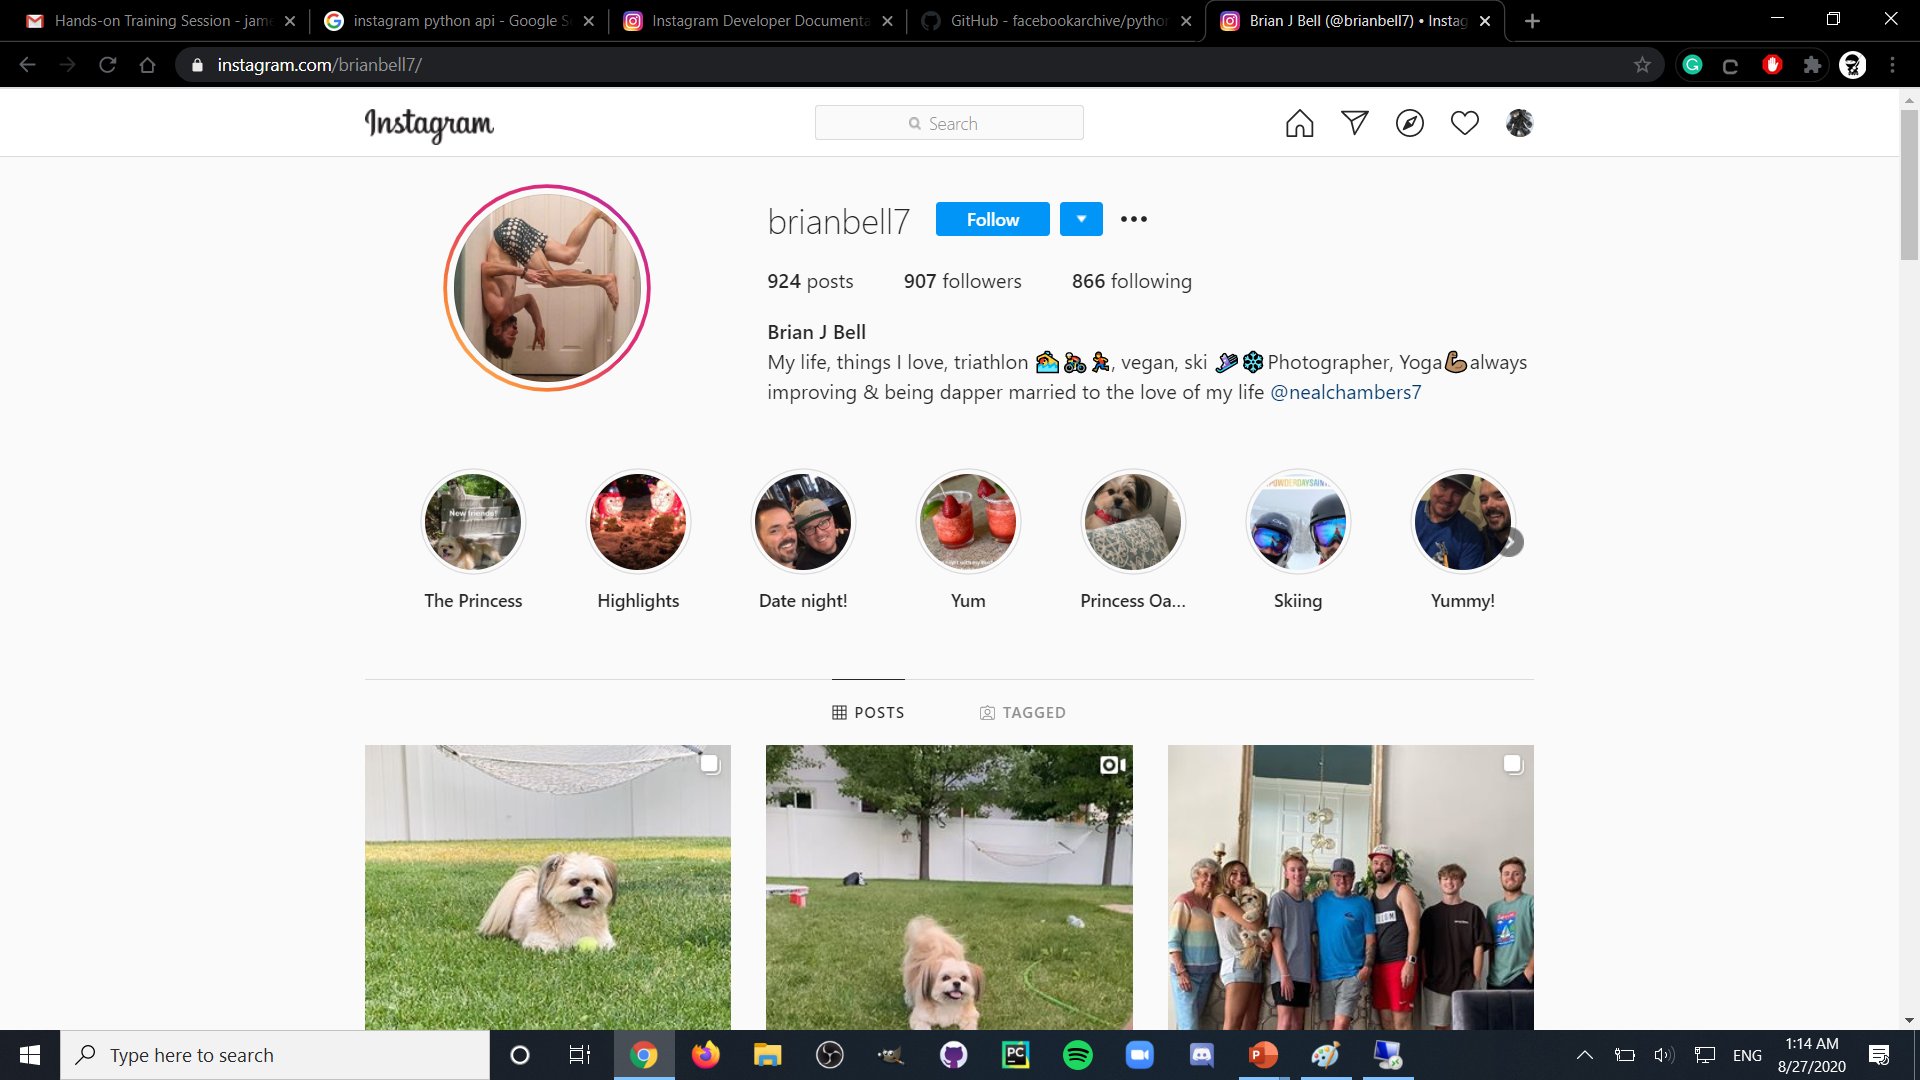 Hands-on Training Session - jame
instagram python api - Google S
Instagram Developer Documenta
GitHub - facebookarchive/python
Brian J Bell (@brianbell7) • Instag
instagram.com/brianbell7/
Instagram
Search
brianbell7
Follow
924 posts 907 followers 866 following
Brian J Bell
My life, things I love, triathlon 🏊🚴🏃, vegan, ski 🎿❄Photographer, Yoga💪🏽always
improving & being dapper married to the love of my life @nealchambers7
New friends!
The Princess
Highlights
Date night!
Yum
Princess Oa...
Skiing
Yummy!
POSTS
TAGGED
Type here to search
PC
ENG
1:14 AM
8/27/2020